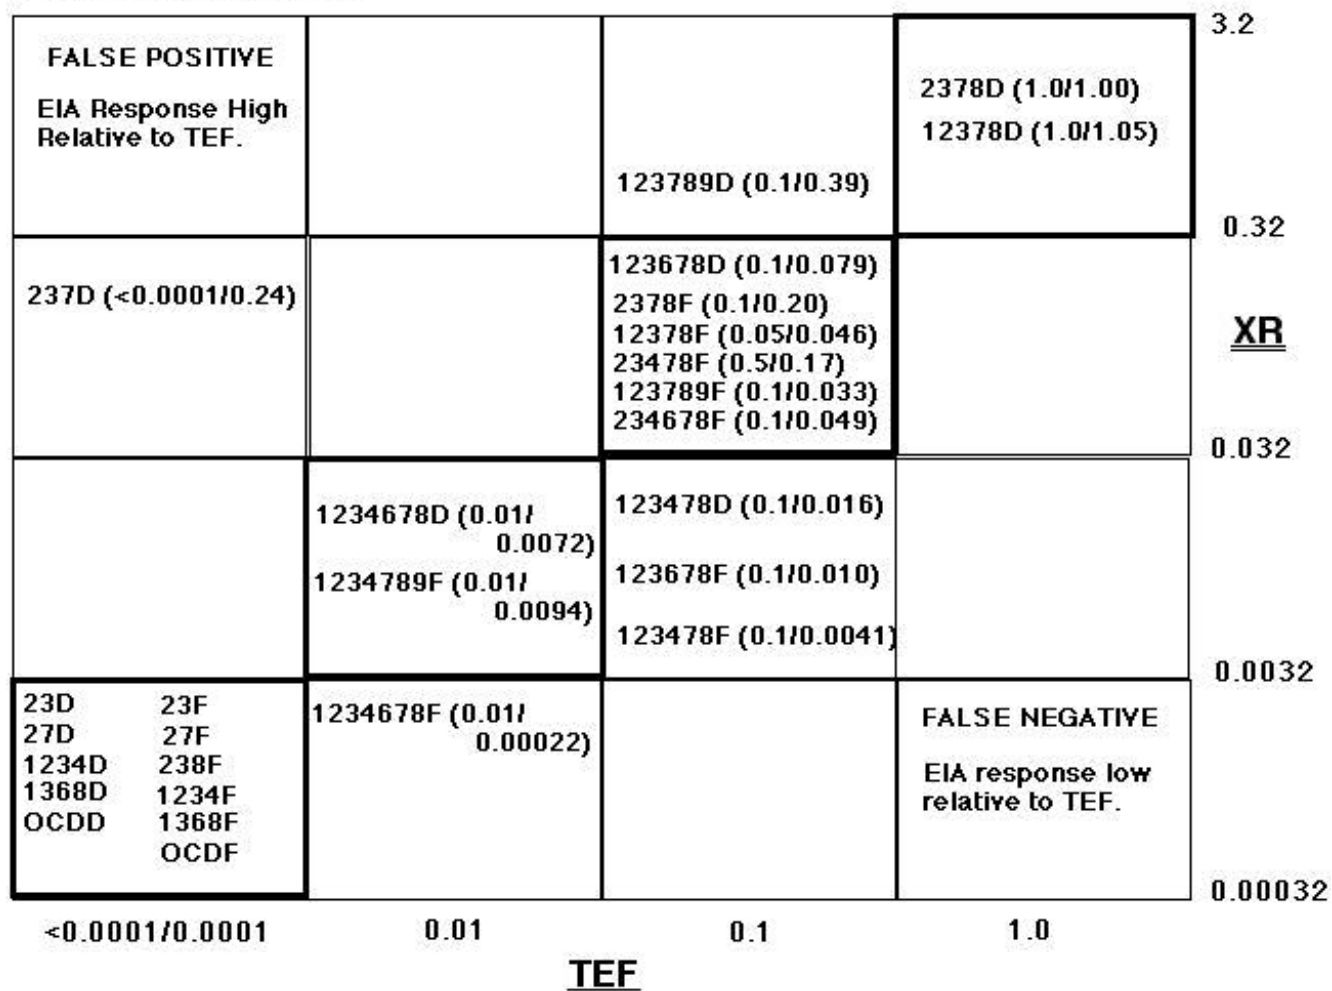 FALSE POSITIVE
EIA Response High
Relative to TEF.
2378D (1.0/1.00)
12378D (1.0/1.05)
123789D (0.1/0.39)
3.2
0.32
237D (<0.0001/0.24)
123678D (0.1/0.079)
2378F (0.1/0.20)
12378F (0.05/0.046)
23478F (0.5/0.17)
123789F (0.1/0.033)
234678F (0.1/0.049)
XR
0.032
1234678D (0.01/
0.0072)
1234789F (0.01/
0.0094)
123478D (0.1/0.016)
123678F (0.1/0.010)
123478F (0.1/0.0041)
0.0032
23D 23F
27D 27F
1234D 238F
1368D 1234F
OCDD 1368F
OCDF
1234678F (0.01/
0.00022)
FALSE NEGATIVE
EIA response low
relative to TEF.
0.00032
<0.0001/0.0001 0.01 0.1 1.0
TEF